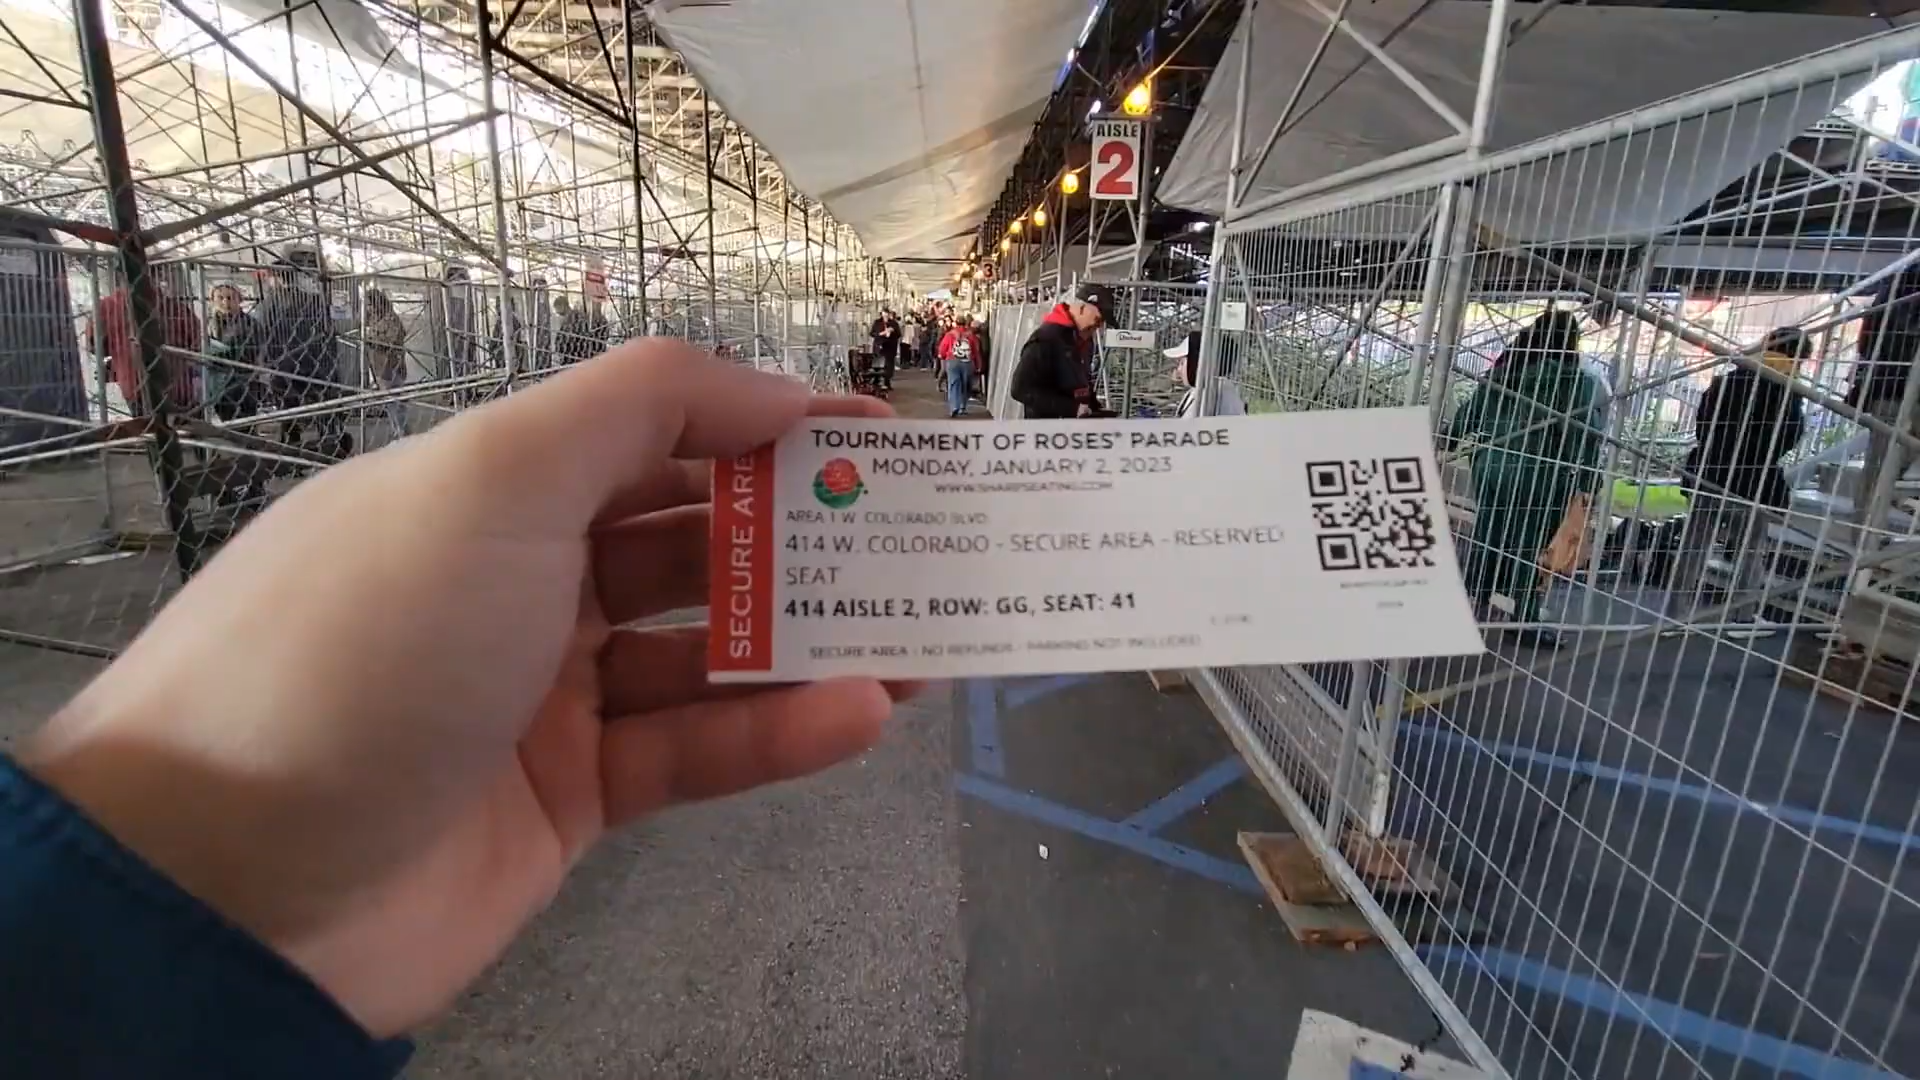 AISLE
2
3
SECURE AREA
TOURNAMENT OF ROSES® PARADE
MONDAY, JANUARY 2, 2023
WWW.SHARPSEATING.COM
AREA 1 W. COLORADO BLVD.
414 W. COLORADO - SECURE AREA - RESERVED
SEAT
414 AISLE 2, ROW: GG, SEAT: 41
SECURE AREA - NO REFUNDS - PARKING NOT INCLUDED